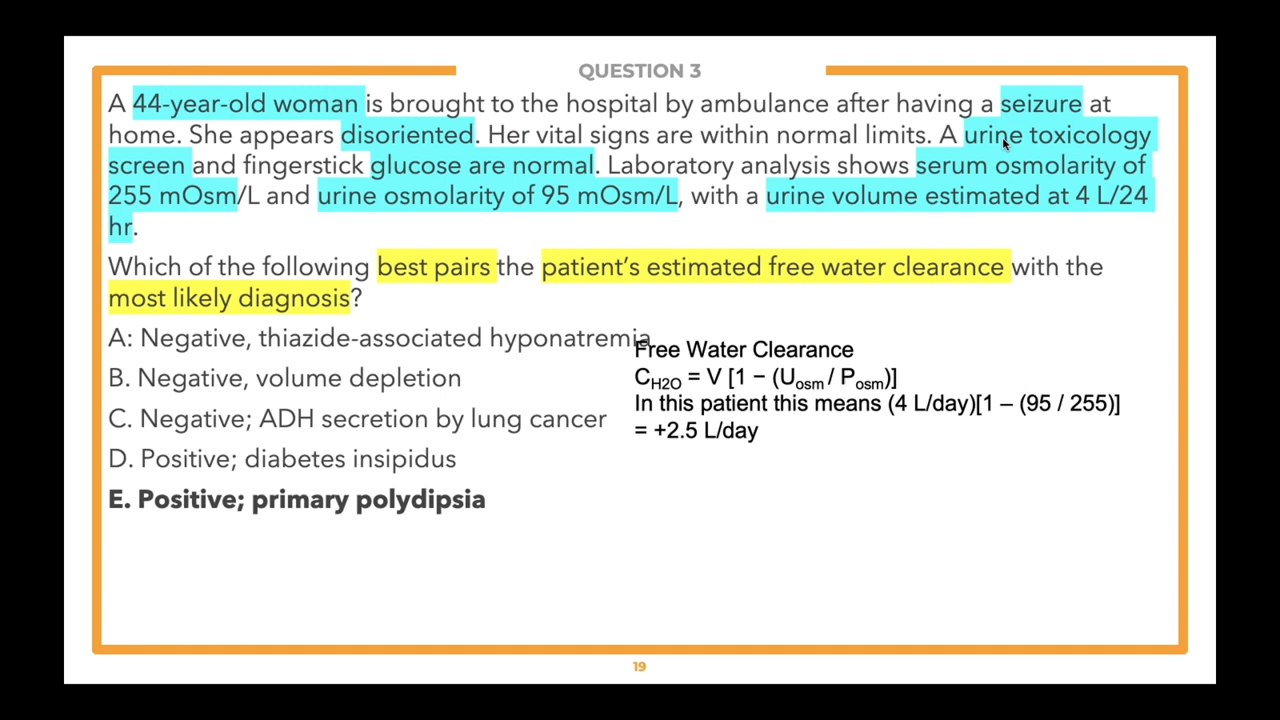 QUESTION 3
A 44-year-old woman is brought to the hospital by ambulance after having a seizure at
home. She appears disoriented. Her vital signs are within normal limits. A urine toxicology
screen and fingerstick glucose are normal. Laboratory analysis shows serum osmolarity of
255 mOsm/L and urine osmolarity of 95 mOsm/L, with a urine volume estimated at 4 L/24
hr.
Which of the following best pairs the patient’s estimated free water clearance with the
most likely diagnosis?
A: Negative, thiazide-associated hyponatremia
B. Negative, volume depletion
C. Negative; ADH secretion by lung cancer
D. Positive; diabetes insipidus
E. Positive; primary polydipsia
Free Water Clearance
C_H2O = V [1 − (U_osm / P_osm)]
In this patient this means (4 L/day)[1 – (95 / 255)]
= +2.5 L/day
19